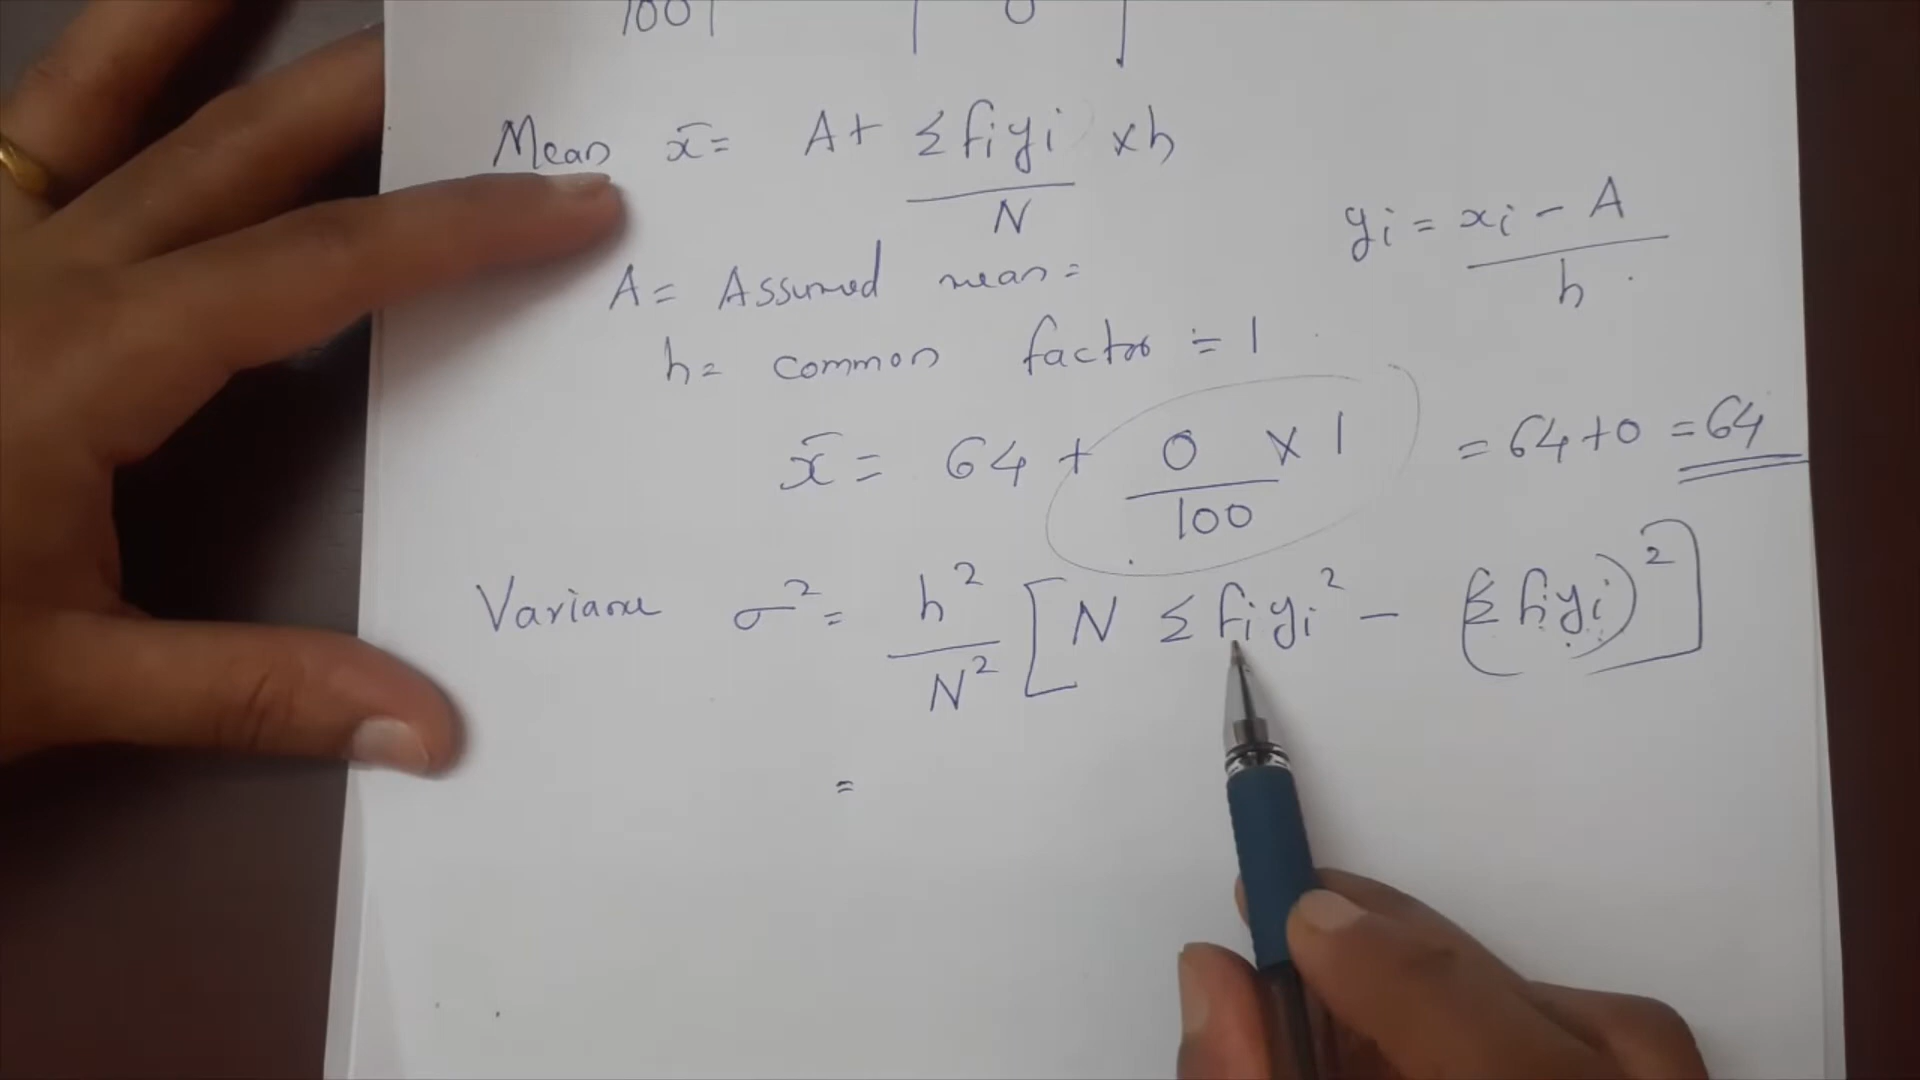 100 | | 0
Mean x̄ = A + Σfiyi / N × h
yi = xi - A / h
A = Assumed mean =
h = common factor = 1
x̄ = 64 + 0/100 × 1 = 64 + 0 = 64
Variance σ² = h²/N² [N Σfiyi² - (Σfiyi)²]
=